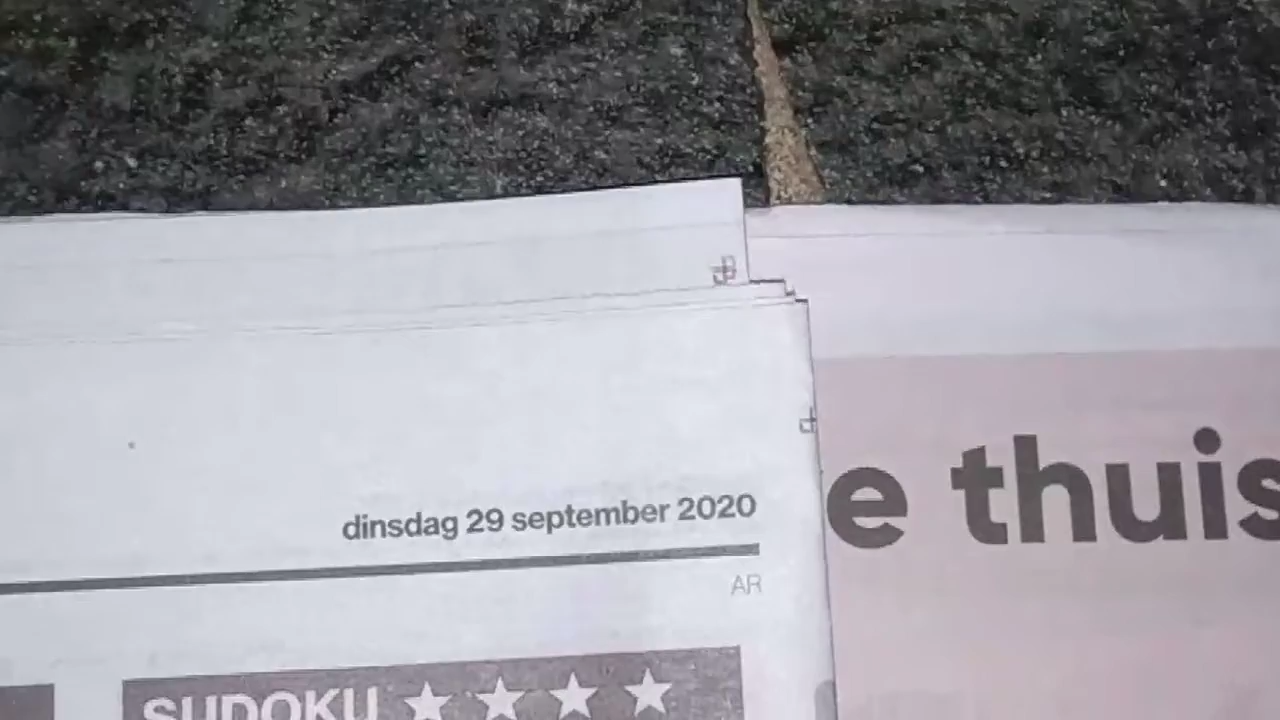 dinsdag 29 september 2020
AR
SUDOKU ★ ★ ★ ★
e thuis